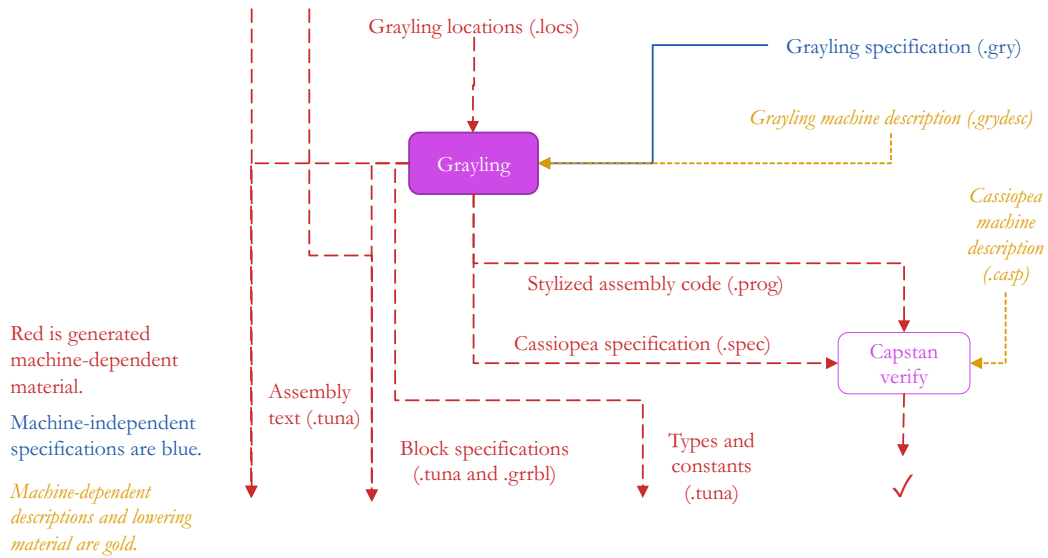 Grayling locations (.locs)
Grayling specification (.gry)
Grayling machine description (.grydesc)
Grayling
Cassiopea
machine
description
(.casp)
Stylized assembly code (.prog)
Cassiopea specification (.spec)
Capstan
verify
Red is generated
machine-dependent
material.
Machine-independent
specifications are blue.
Machine-dependent
descriptions and lowering
material are gold.
Assembly
text (.tuna)
Block specifications
(.tuna and .grrbl)
Types and
constants
(.tuna)
✓